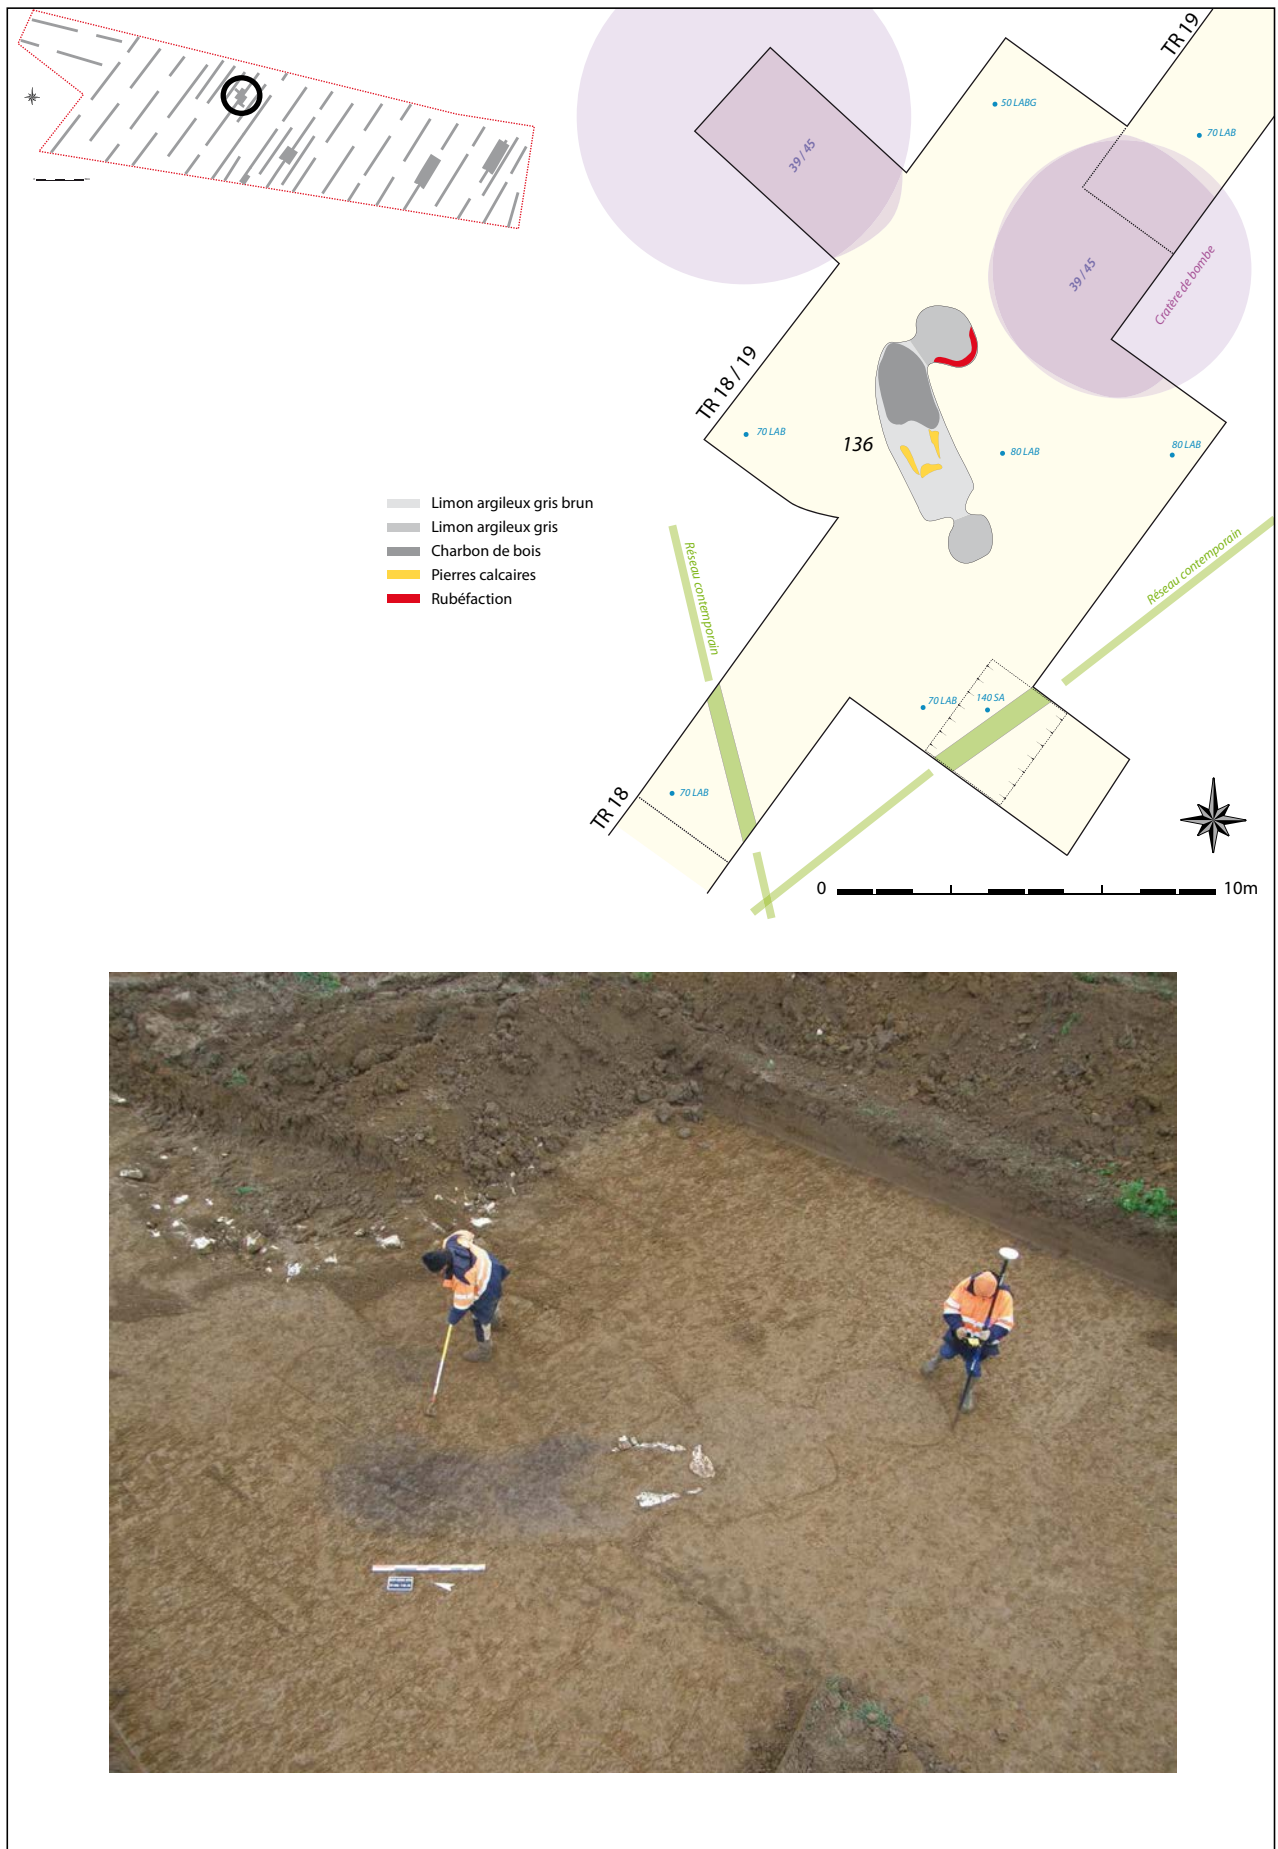 TR 19
50 LABG
70 LAB
39 / 45
39 / 45
Cratère de bombe
TR 18 / 19
70 LAB
136
80 LAB
80 LAB
Limon argileux gris brun
Limon argileux gris
Charbon de bois
Pierres calcaires
Rubéfaction
Réseau contemporain
Réseau contemporain
70 LAB
140 SA
70 LAB
TR 18
0
10m